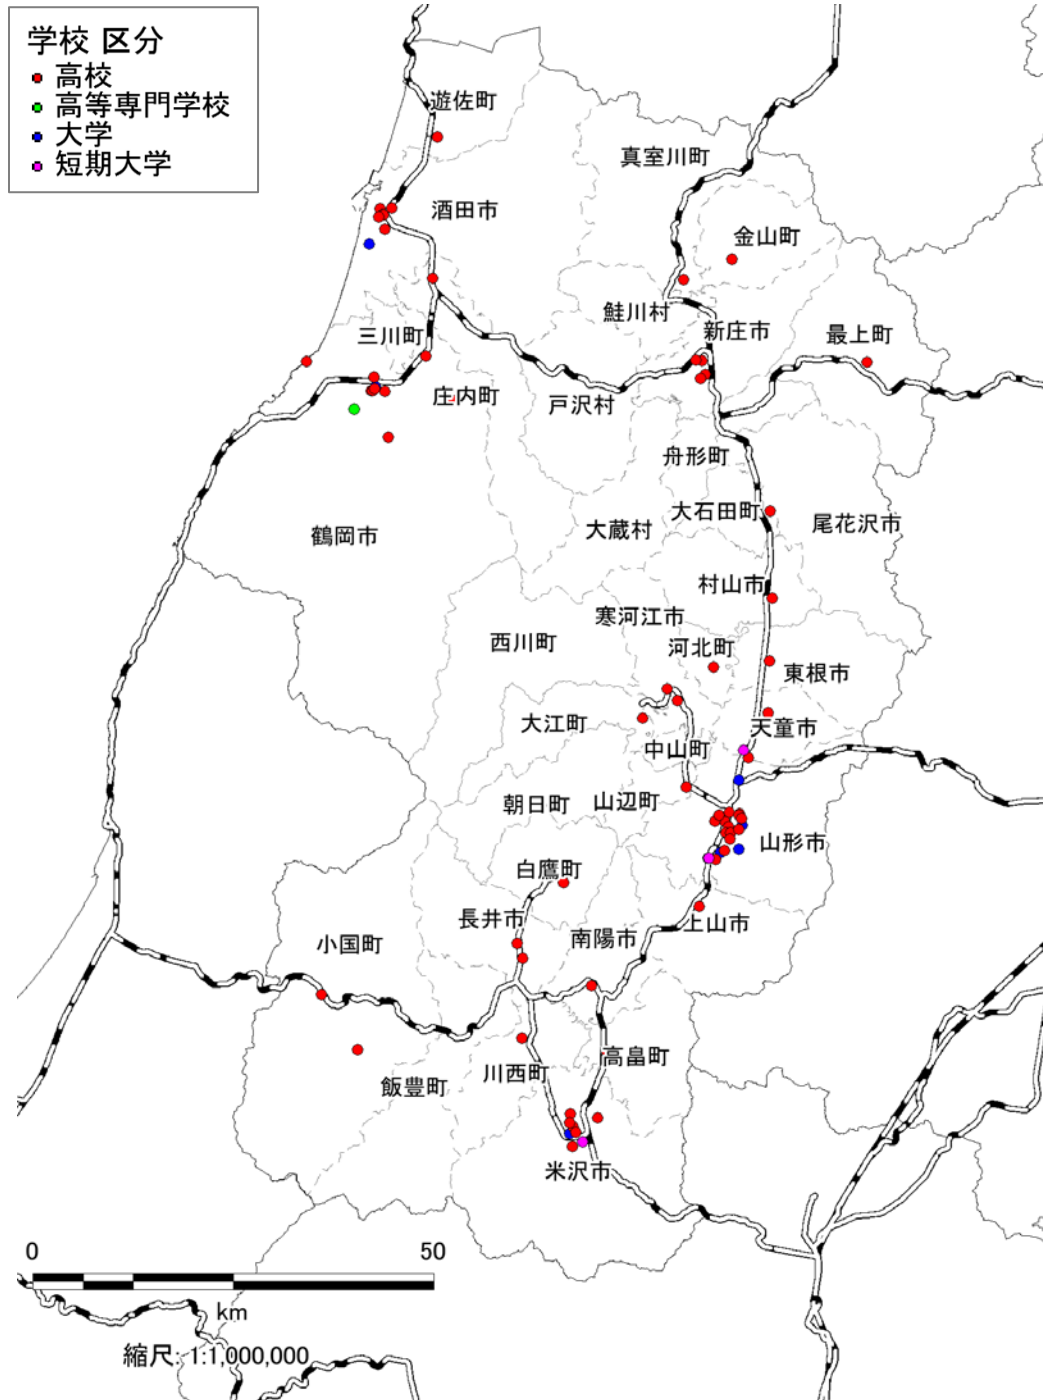 学校 区分
高校
高等専門学校
大学
短期大学
遊佐町
真室川町
酒田市
金山町
鮭川村
新庄市
最上町
三川町
庄内町
戸沢村
舟形町
大石田町
尾花沢市
大蔵村
鶴岡市
村山市
寒河江市
西川町
河北町
東根市
大江町
天童市
中山町
朝日町
山辺町
山形市
白鷹町
長井市
南陽市
上山市
小国町
高畠町
川西町
飯豊町
米沢市
0 50
km
縮尺: 1:1,000,000